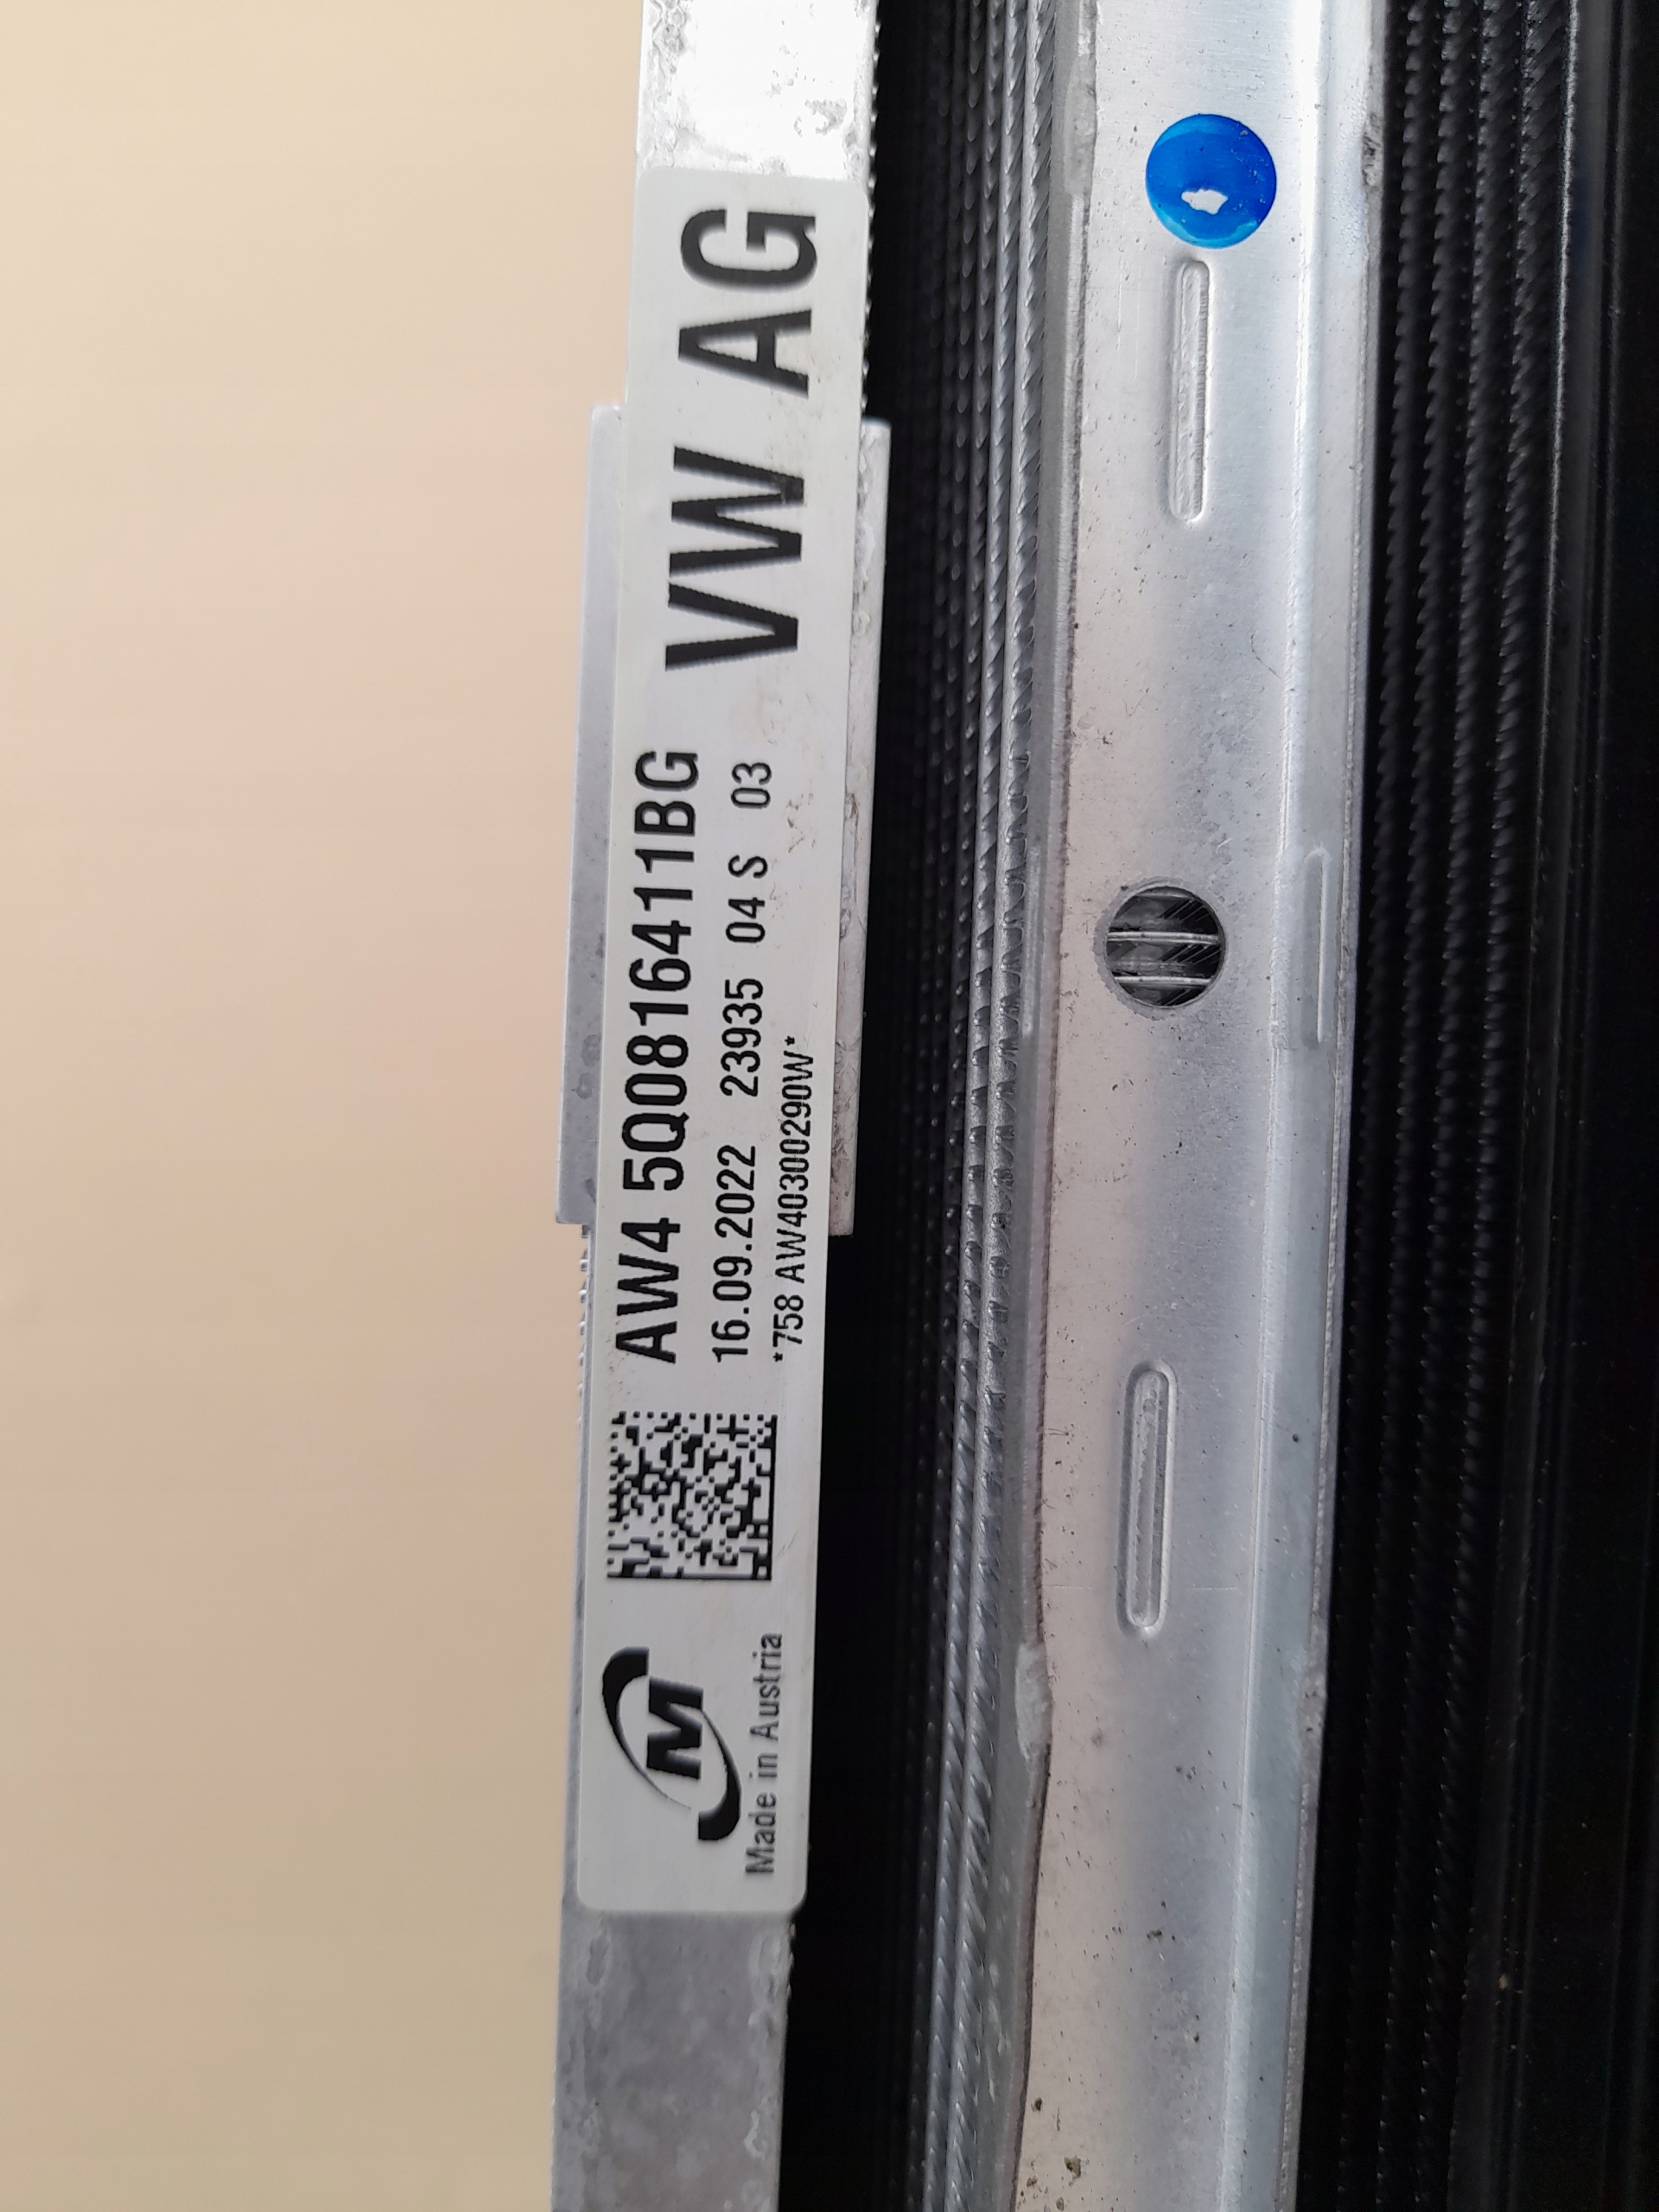 M
Made in Austria
AW4 5Q0816411BG
16.09.2022 23935 04 S 03
*758 AW40300290W*
VW AG